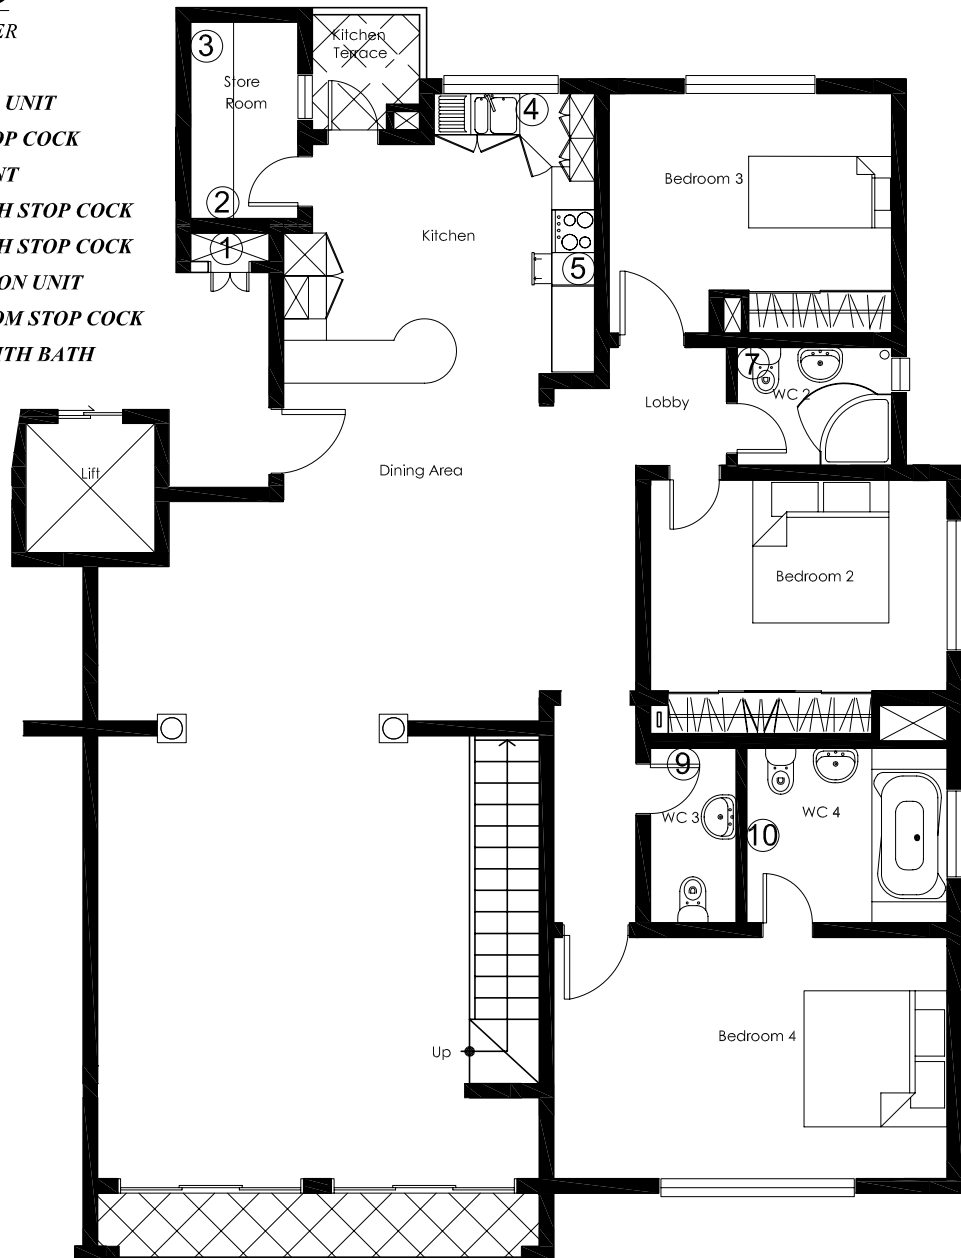 ER
UNIT
OP COCK
NT
H STOP COCK
H STOP COCK
ON UNIT
OM STOP COCK
ITH BATH
Kitchen
Terrace
3
Store
Room
4
Bedroom 3
2
Kitchen
1
5
7
WC 2
Lobby
Dining Area
Lift
Bedroom 2
9
WC 3
WC 4
10
Bedroom 4
Up